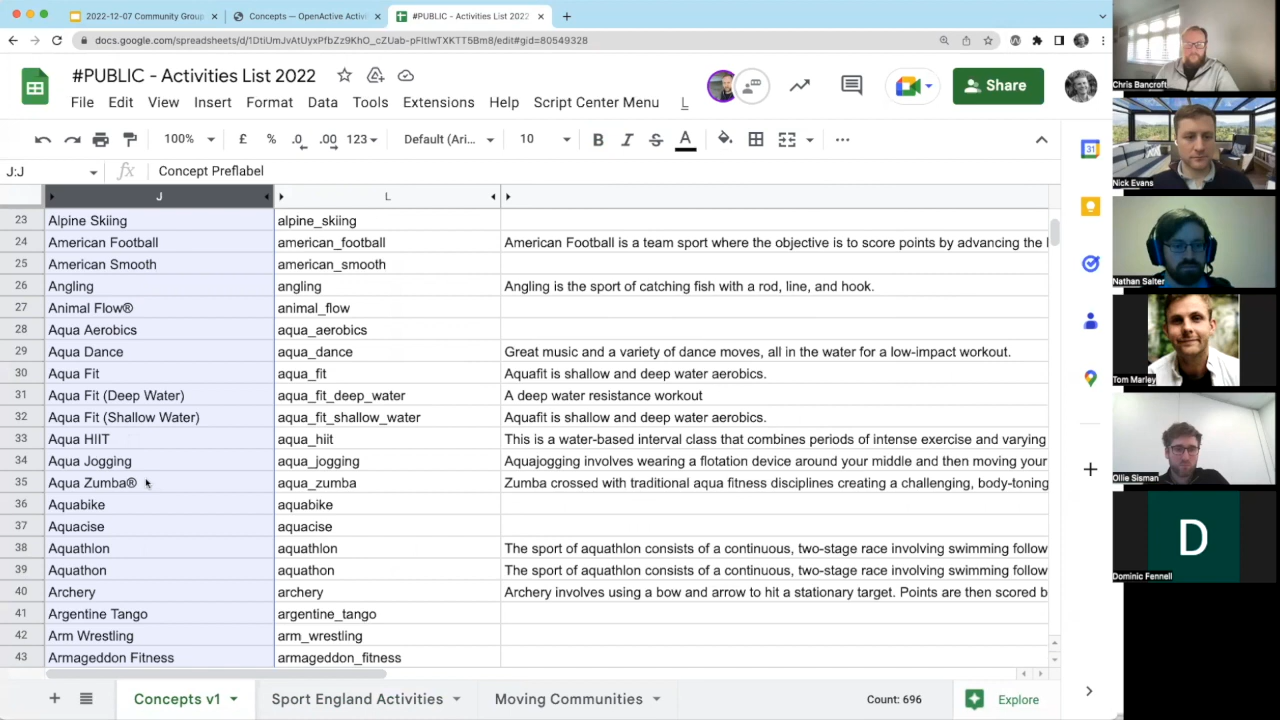 2022-12-07 Community Group
Concepts — OpenActive Activi
#PUBLIC - Activities List 2022
docs.google.com/spreadsheets/d/1DtiUmJvAtUyxPfbZz9KhO_cZUab-pFItlwTXKTT5Bm8/edit#gid=80549328
#PUBLIC - Activities List 2022
Share
File Edit View Insert Format Data Tools Extensions Help Script Center Menu L
100% £ % .0 .00 123 Default (Ari... 10 B I S A
J:J fx Concept Preflabel
J L
23 Alpine Skiing alpine_skiing
24 American Football american_football American Football is a team sport where the objective is to score points by advancing the
25 American Smooth american_smooth
26 Angling angling Angling is the sport of catching fish with a rod, line, and hook.
27 Animal Flow® animal_flow
28 Aqua Aerobics aqua_aerobics
29 Aqua Dance aqua_dance Great music and a variety of dance moves, all in the water for a low-impact workout.
30 Aqua Fit aqua_fit Aquafit is shallow and deep water aerobics.
31 Aqua Fit (Deep Water) aqua_fit_deep_water A deep water resistance workout
32 Aqua Fit (Shallow Water) aqua_fit_shallow_water Aquafit is shallow and deep water aerobics.
33 Aqua HIIT aqua_hiit This is a water-based interval class that combines periods of intense exercise and varying
34 Aqua Jogging aqua_jogging Aquajogging involves wearing a flotation device around your middle and then moving your
35 Aqua Zumba® aqua_zumba Zumba crossed with traditional aqua fitness disciplines creating a challenging, body-toning
36 Aquabike aquabike
37 Aquacise aquacise
38 Aquathlon aquathlon The sport of aquathlon consists of a continuous, two-stage race involving swimming follow
39 Aquathon aquathon The sport of aquathlon consists of a continuous, two-stage race involving swimming follow
40 Archery archery Archery involves using a bow and arrow to hit a stationary target. Points are then scored b
41 Argentine Tango argentine_tango
42 Arm Wrestling arm_wrestling
43 Armageddon Fitness armageddon_fitness
Concepts v1 Sport England Activities Moving Communities Count: 696 Explore
31
Chris Bancroft
Nick Evans
Nathan Salter
Tom Marley
Ollie Sisman
D
Dominic Fennell